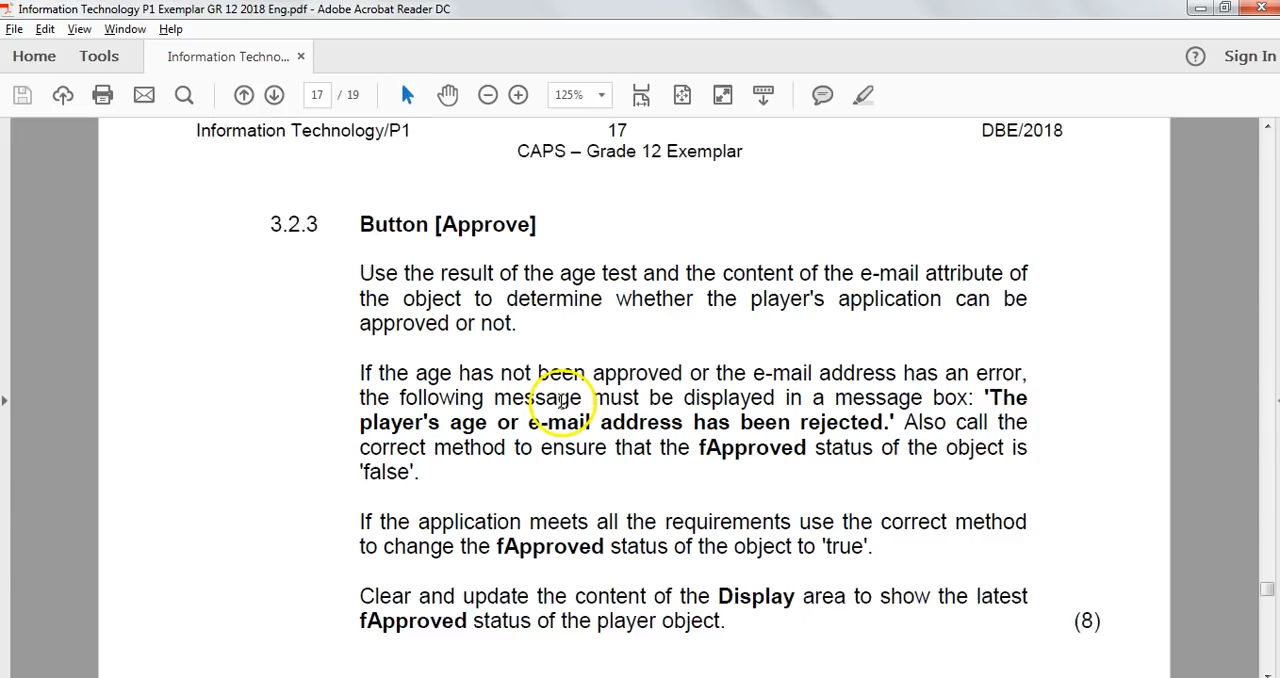 Information Technology P1 Exemplar GR 12 2018 Eng.pdf - Adobe Acrobat Reader DC
File Edit View Window Help
Home Tools Information Techno... × ? Sign In
17 / 19 125%
Information Technology/P1 17 DBE/2018
CAPS – Grade 12 Exemplar
3.2.3 Button [Approve]
Use the result of the age test and the content of the e-mail attribute of
the object to determine whether the player's application can be
approved or not.
If the age has not been approved or the e-mail address has an error,
the following message must be displayed in a message box: 'The
player's age or e-mail address has been rejected.' Also call the
correct method to ensure that the fApproved status of the object is
'false'.
If the application meets all the requirements use the correct method
to change the fApproved status of the object to 'true'.
Clear and update the content of the Display area to show the latest
fApproved status of the player object. (8)